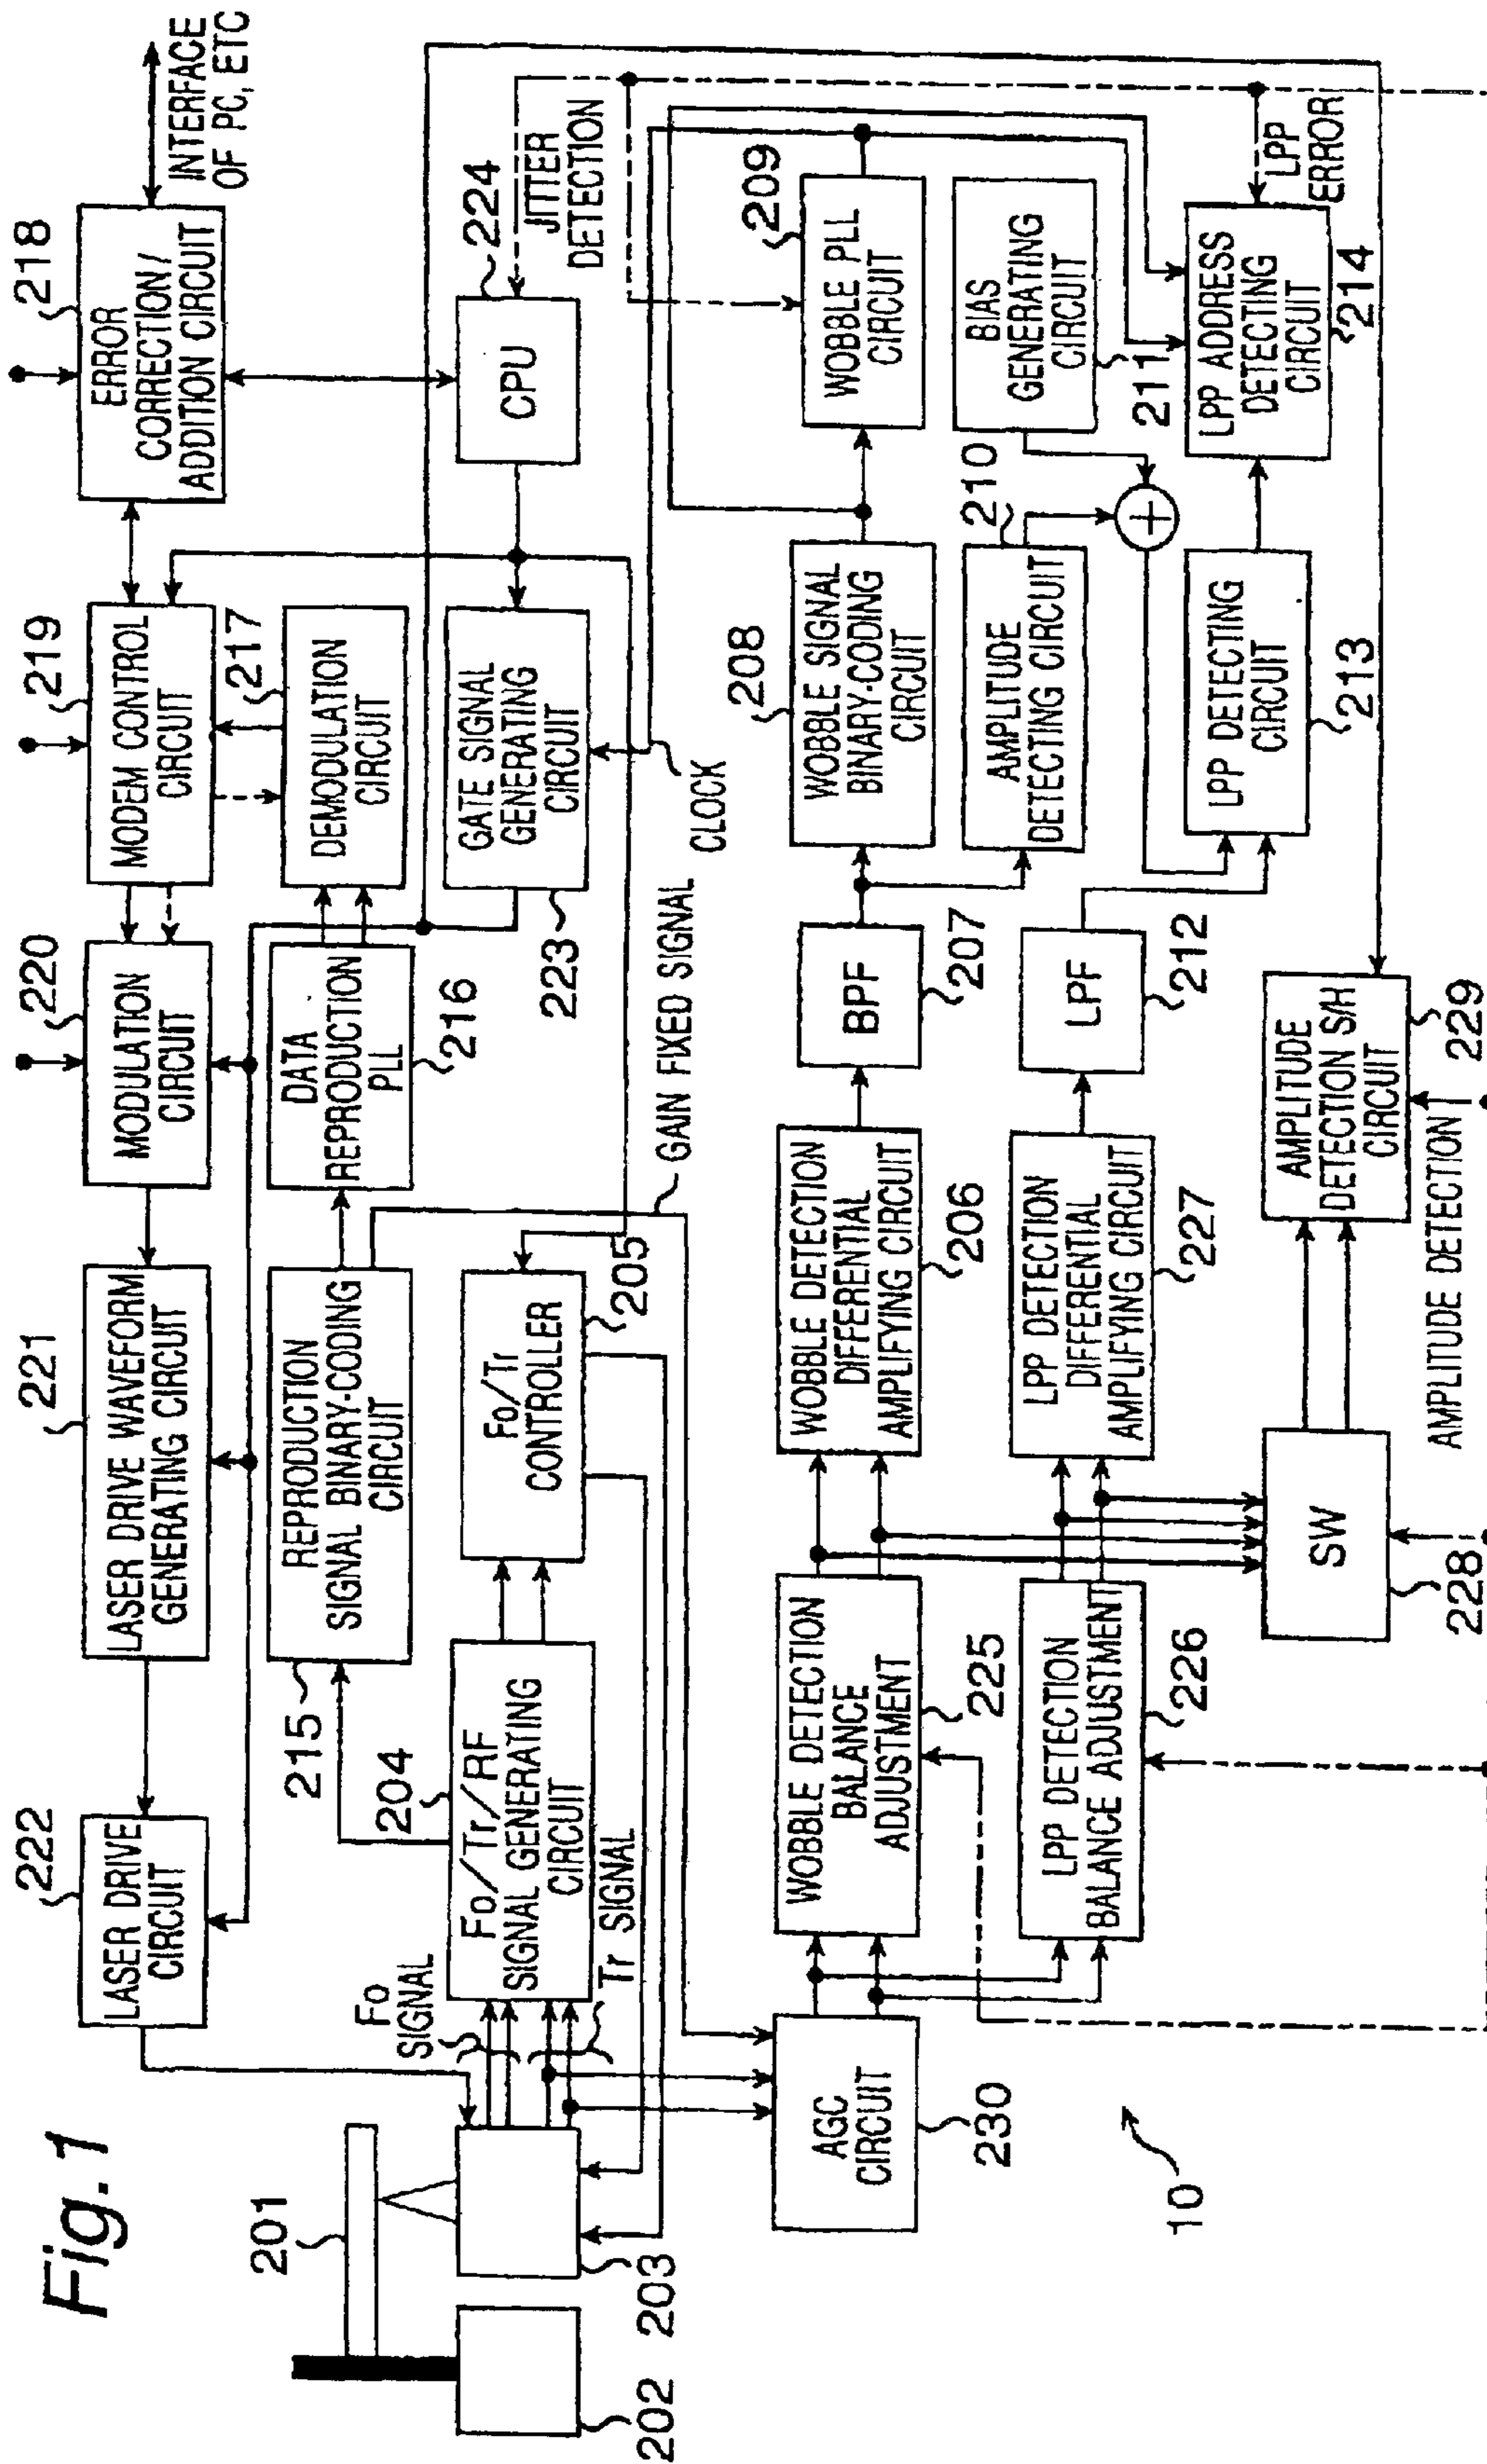 Fig.1
201
202
203
222
LASER DRIVE
CIRCUIT
221
LASER DRIVE WAVEFORM
GENERATING CIRCUIT
220
MODULATION
CIRCUIT
219
MODEM CONTROL
CIRCUIT
218
ERROR
CORRECTION/
ADDITION CIRCUIT
INTERFACE
OF PC, ETC
215
REPRODUCTION
SIGNAL BINARY-CODING
CIRCUIT
DATA
REPRODUCTION
PLL
216
217
DEMODULATION
CIRCUIT
Fo
SIGNAL
204
Fo/Tr/RF
SIGNAL GENERATING
CIRCUIT
Tr SIGNAL
Fo/Tr
CONTROLLER
205
GATE SIGNAL
GENERATING
CIRCUIT
223
CPU
224
JITTER
DETECTION
GAIN FIXED SIGNAL
CLOCK
AGC
CIRCUIT
230
WOBBLE DETECTION
BALANCE
ADJUSTMENT
225
WOBBLE DETECTION
DIFFERENTIAL
AMPLIFYING CIRCUIT
206
BPF
207
208
WOBBLE SIGNAL
BINARY-CODING
CIRCUIT
209
WOBBLE PLL
CIRCUIT
AMPLITUDE
DETECTING CIRCUIT
210
BIAS
GENERATING
CIRCUIT
211
+
LPP DETECTION
BALANCE ADJUSTMENT
226
LPP DETECTION
DIFFERENTIAL
AMPLIFYING CIRCUIT
227
LPF
212
LPP DETECTING
CIRCUIT
213
LPP ADDRESS
DETECTING
CIRCUIT
214
LPP
ERROR
SW
228
AMPLITUDE
DETECTION S/H
CIRCUIT
229
AMPLITUDE DETECTION
10